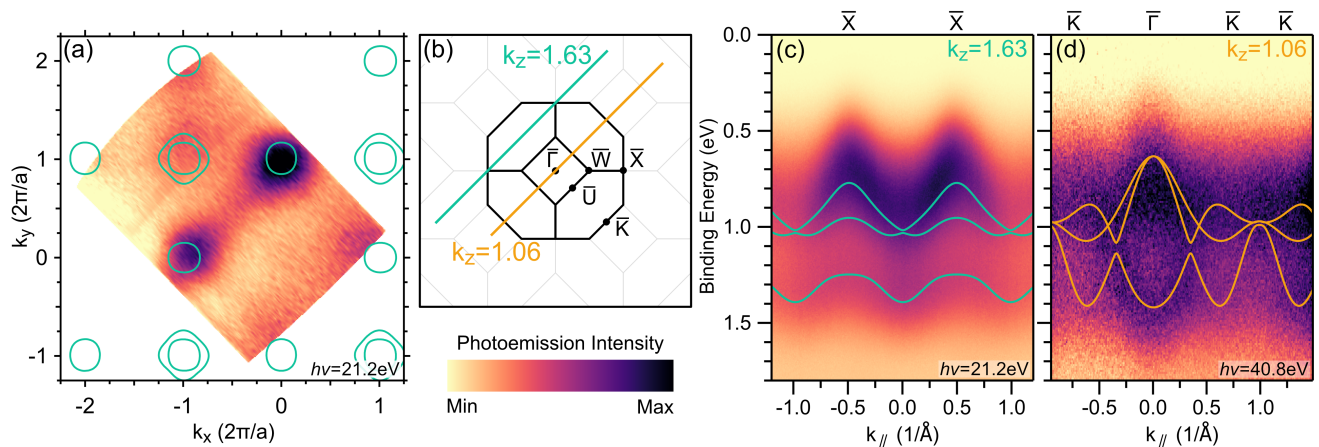 (a)
2
1
0
-1
k_y (2π/a)
-2
-1
0
1
k_x (2π/a)
hν=21.2eV
(b)
k_z=1.63
Γ̅
W̅
X̅
U̅
K̅
k_z=1.06
Photoemission Intensity
Min
Max
X̅
X̅
(c)
k_z=1.63
0.0
0.5
1.0
1.5
Binding Energy (eV)
hν=21.2eV
-1.0
-0.5
0.0
0.5
1.0
k_// (1/Å)
K̅
Γ̅
K̅
K̅
(d)
k_z=1.06
hν=40.8eV
-0.5
0.0
0.5
1.0
k_// (1/Å)